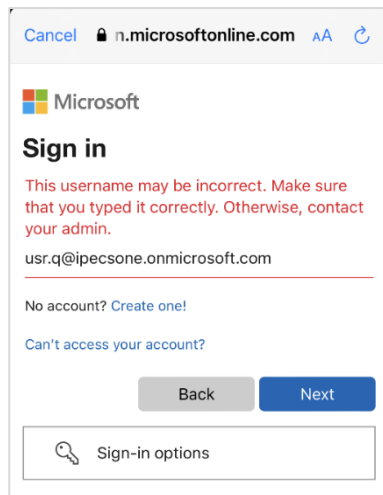 Cancel n.microsoftonline.com AA
Microsoft
Sign in
This username may be incorrect. Make sure
that you typed it correctly. Otherwise, contact
your admin.
usr.q@ipecsone.onmicrosoft.com
No account? Create one!
Can't access your account?
Back Next
Sign-in options